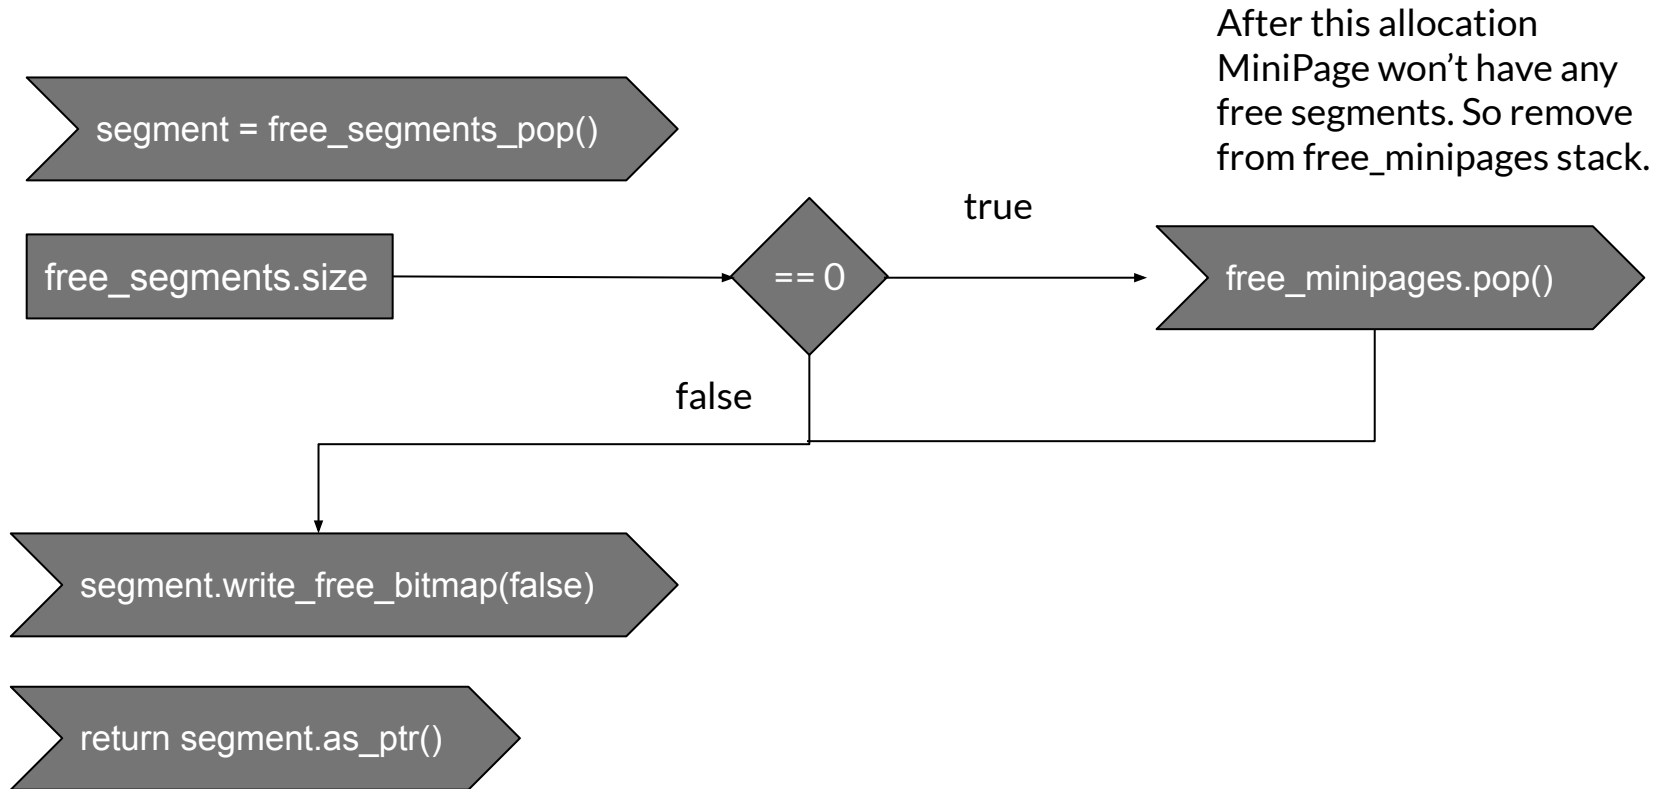 After this allocation
MiniPage won't have any
free segments. So remove
from free_minipages stack.
segment = free_segments_pop()
true
free_segments.size
== 0
free_minipages.pop()
false
segment.write_free_bitmap(false)
return segment.as_ptr()